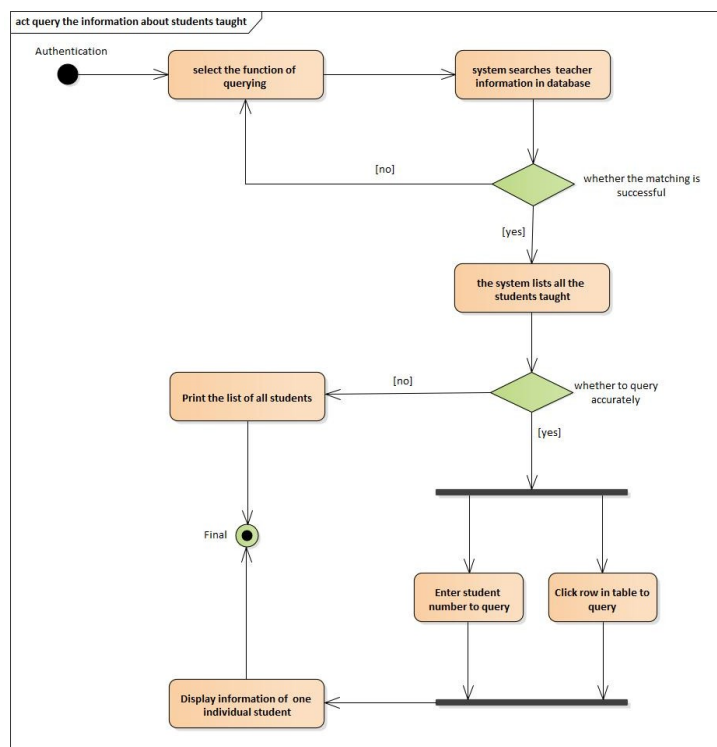 act query the information about students taught
Authentication
select the function of
querying
system searches teacher
information in database
[no]
whether the matching is
successful
[yes]
the system lists all the
students taught
[no]
whether to query
accurately
Print the list of all students
[yes]
Final
Enter student
number to query
Click row in table to
query
Display information of one
individual student